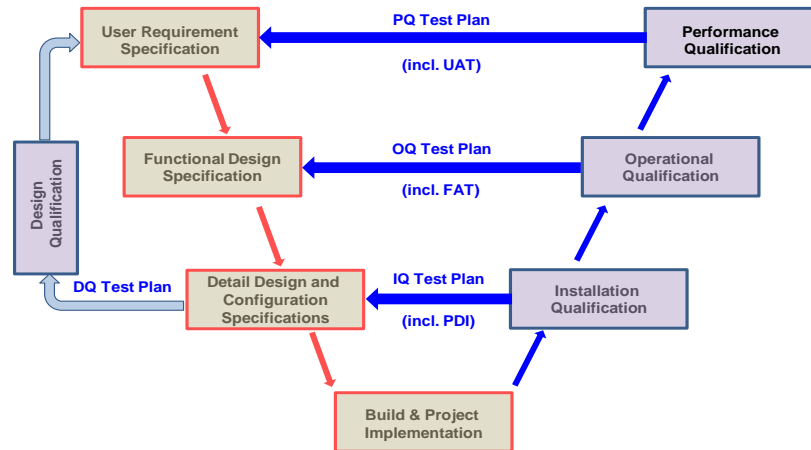 User Requirement
Specification
PQ Test Plan
(incl. UAT)
Performance
Qualification
Functional Design
Specification
OQ Test Plan
(incl. FAT)
Operational
Qualification
Design
Qualification
DQ Test Plan
Detail Design and
Configuration
Specifications
IQ Test Plan
(incl. PDI)
Installation
Qualification
Build & Project
Implementation